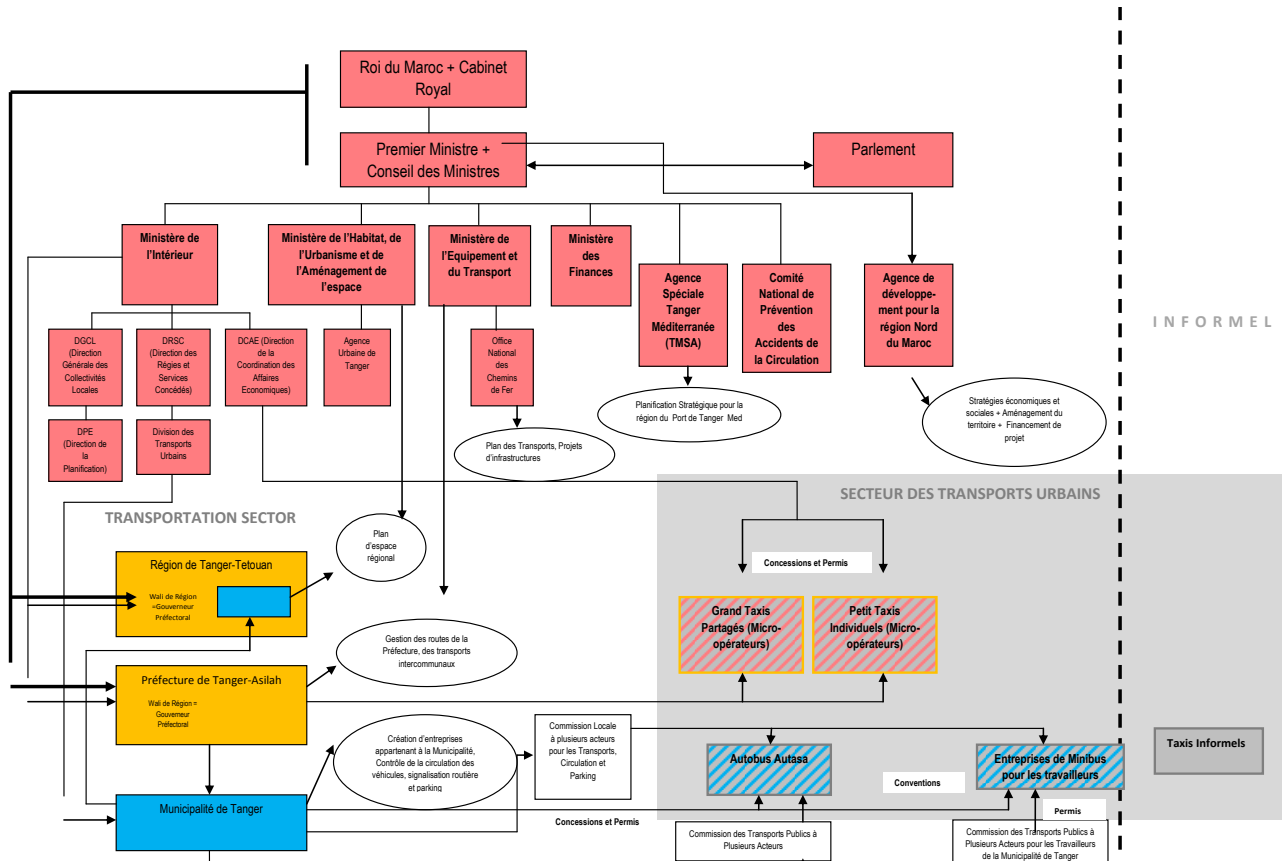 Roi du Maroc + Cabinet
Royal
Premier Ministre +
Conseil des Ministres
Parlement
Ministère de
l'Intérieur
Ministère de l'Habitat, de
l'Urbanisme et de
l'Aménagement de
l'espace
Ministère de
l'Equipement et
du Transport
Ministère
des
Finances
Agence
Spéciale
Tanger
Méditerranée
(TMSA)
Comité
National de
Prévention
des
Accidents de
la Circulation
Agence de
développe-
ment pour la
région Nord
du Maroc
INFORMEL
DGCL
(Direction
Générale des
Collectivités
Locales
DRSC
(Direction des
Régies et
Services
Concédés)
DCAE (Direction
de la
Coordination des
Affaires
Economiques)
Agence
Urbaine de
Tanger
Office
National
des
Chemins
de Fer
DPE
(Direction de
la
Planification)
Division des
Transports
Urbains
Plan des Transports, Projets
d'infrastructures
Planification Stratégique pour la
région du Port de Tanger Med
Stratégies économiques et
sociales + Aménagement du
territoire + Financement de
projet
SECTEUR DES TRANSPORTS URBAINS
TRANSPORTATION SECTOR
Plan
d'espace
régional
Région de Tanger-Tetouan
Wali de Région
=Gouverneur
Préfectoral
Concessions et Permis
Grand Taxis
Partagés (Micro-
opérateurs)
Petit Taxis
Individuels (Micro-
opérateurs)
Gestion des routes de la
Préfecture, des transports
intercommunaux
Préfecture de Tanger-Asilah
Wali de Région =
Gouverneur
Préfectoral
Création d'entreprises
appartenant à la Municipalité,
Contrôle de la circulation des
véhicules, signalisation routière
et parking
Commission Locale
à plusieurs acteurs
pour les Transports,
Circulation et
Parking
Autobus Autasa
Entreprises de Minibus
pour les travailleurs
Taxis Informels
Conventions
Municipalité de Tanger
Concessions et Permis
Permis
Commission des Transports Publics à
Plusieurs Acteurs
Commission des Transports Publics à
Plusieurs Acteurs pour les Travailleurs
de la Municipalité de Tanger